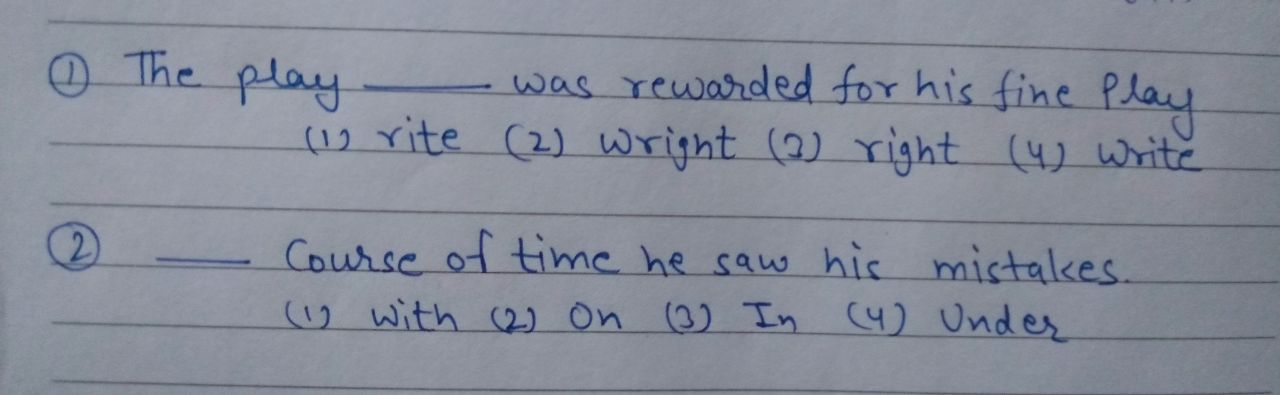 ① The play ____ was rewarded for his fine Play
(1) rite (2) wright (3) right (4) write
② ____ Course of time he saw his mistakes.
(1) with (2) On (3) In (4) Under